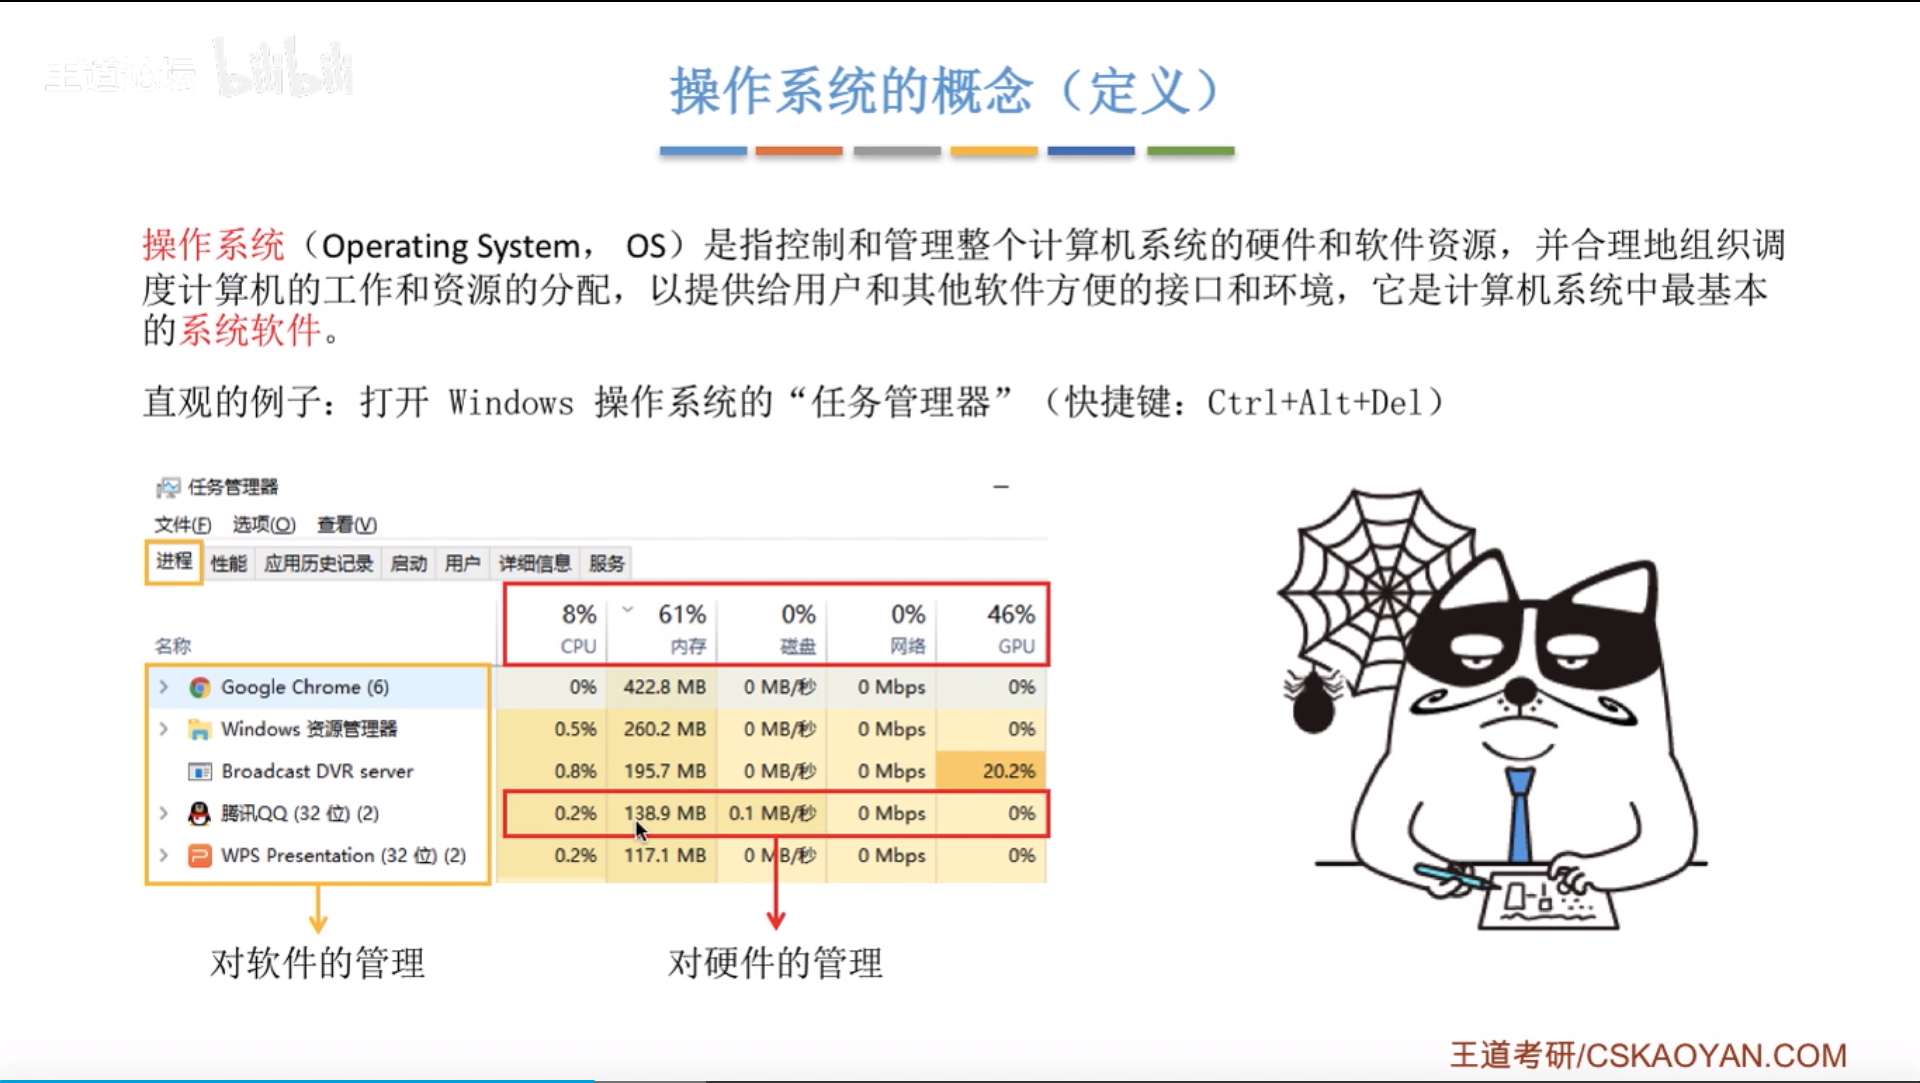 王道论坛 bilibili
操作系统的概念（定义）
操作系统（Operating System， OS）是指控制和管理整个计算机系统的硬件和软件资源，并合理地组织调
度计算机的工作和资源的分配，以提供给用户和其他软件方便的接口和环境，它是计算机系统中最基本
的系统软件。
直观的例子：打开 Windows 操作系统的“任务管理器”（快捷键：Ctrl+Alt+Del）
任务管理器
文件(F) 选项(O) 查看(V)
进程 性能 应用历史记录 启动 用户 详细信息 服务
8% 61% 0% 0% 46%
名称 CPU 内存 磁盘 网络 GPU
Google Chrome (6) 0% 422.8 MB 0 MB/秒 0 Mbps 0%
Windows 资源管理器 0.5% 260.2 MB 0 MB/秒 0 Mbps 0%
Broadcast DVR server 0.8% 195.7 MB 0 MB/秒 0 Mbps 20.2%
腾讯QQ (32 位) (2) 0.2% 138.9 MB 0.1 MB/秒 0 Mbps 0%
WPS Presentation (32 位) (2) 0.2% 117.1 MB 0 MB/秒 0 Mbps 0%
对软件的管理 对硬件的管理
王道考研/CSKAOYAN.COM